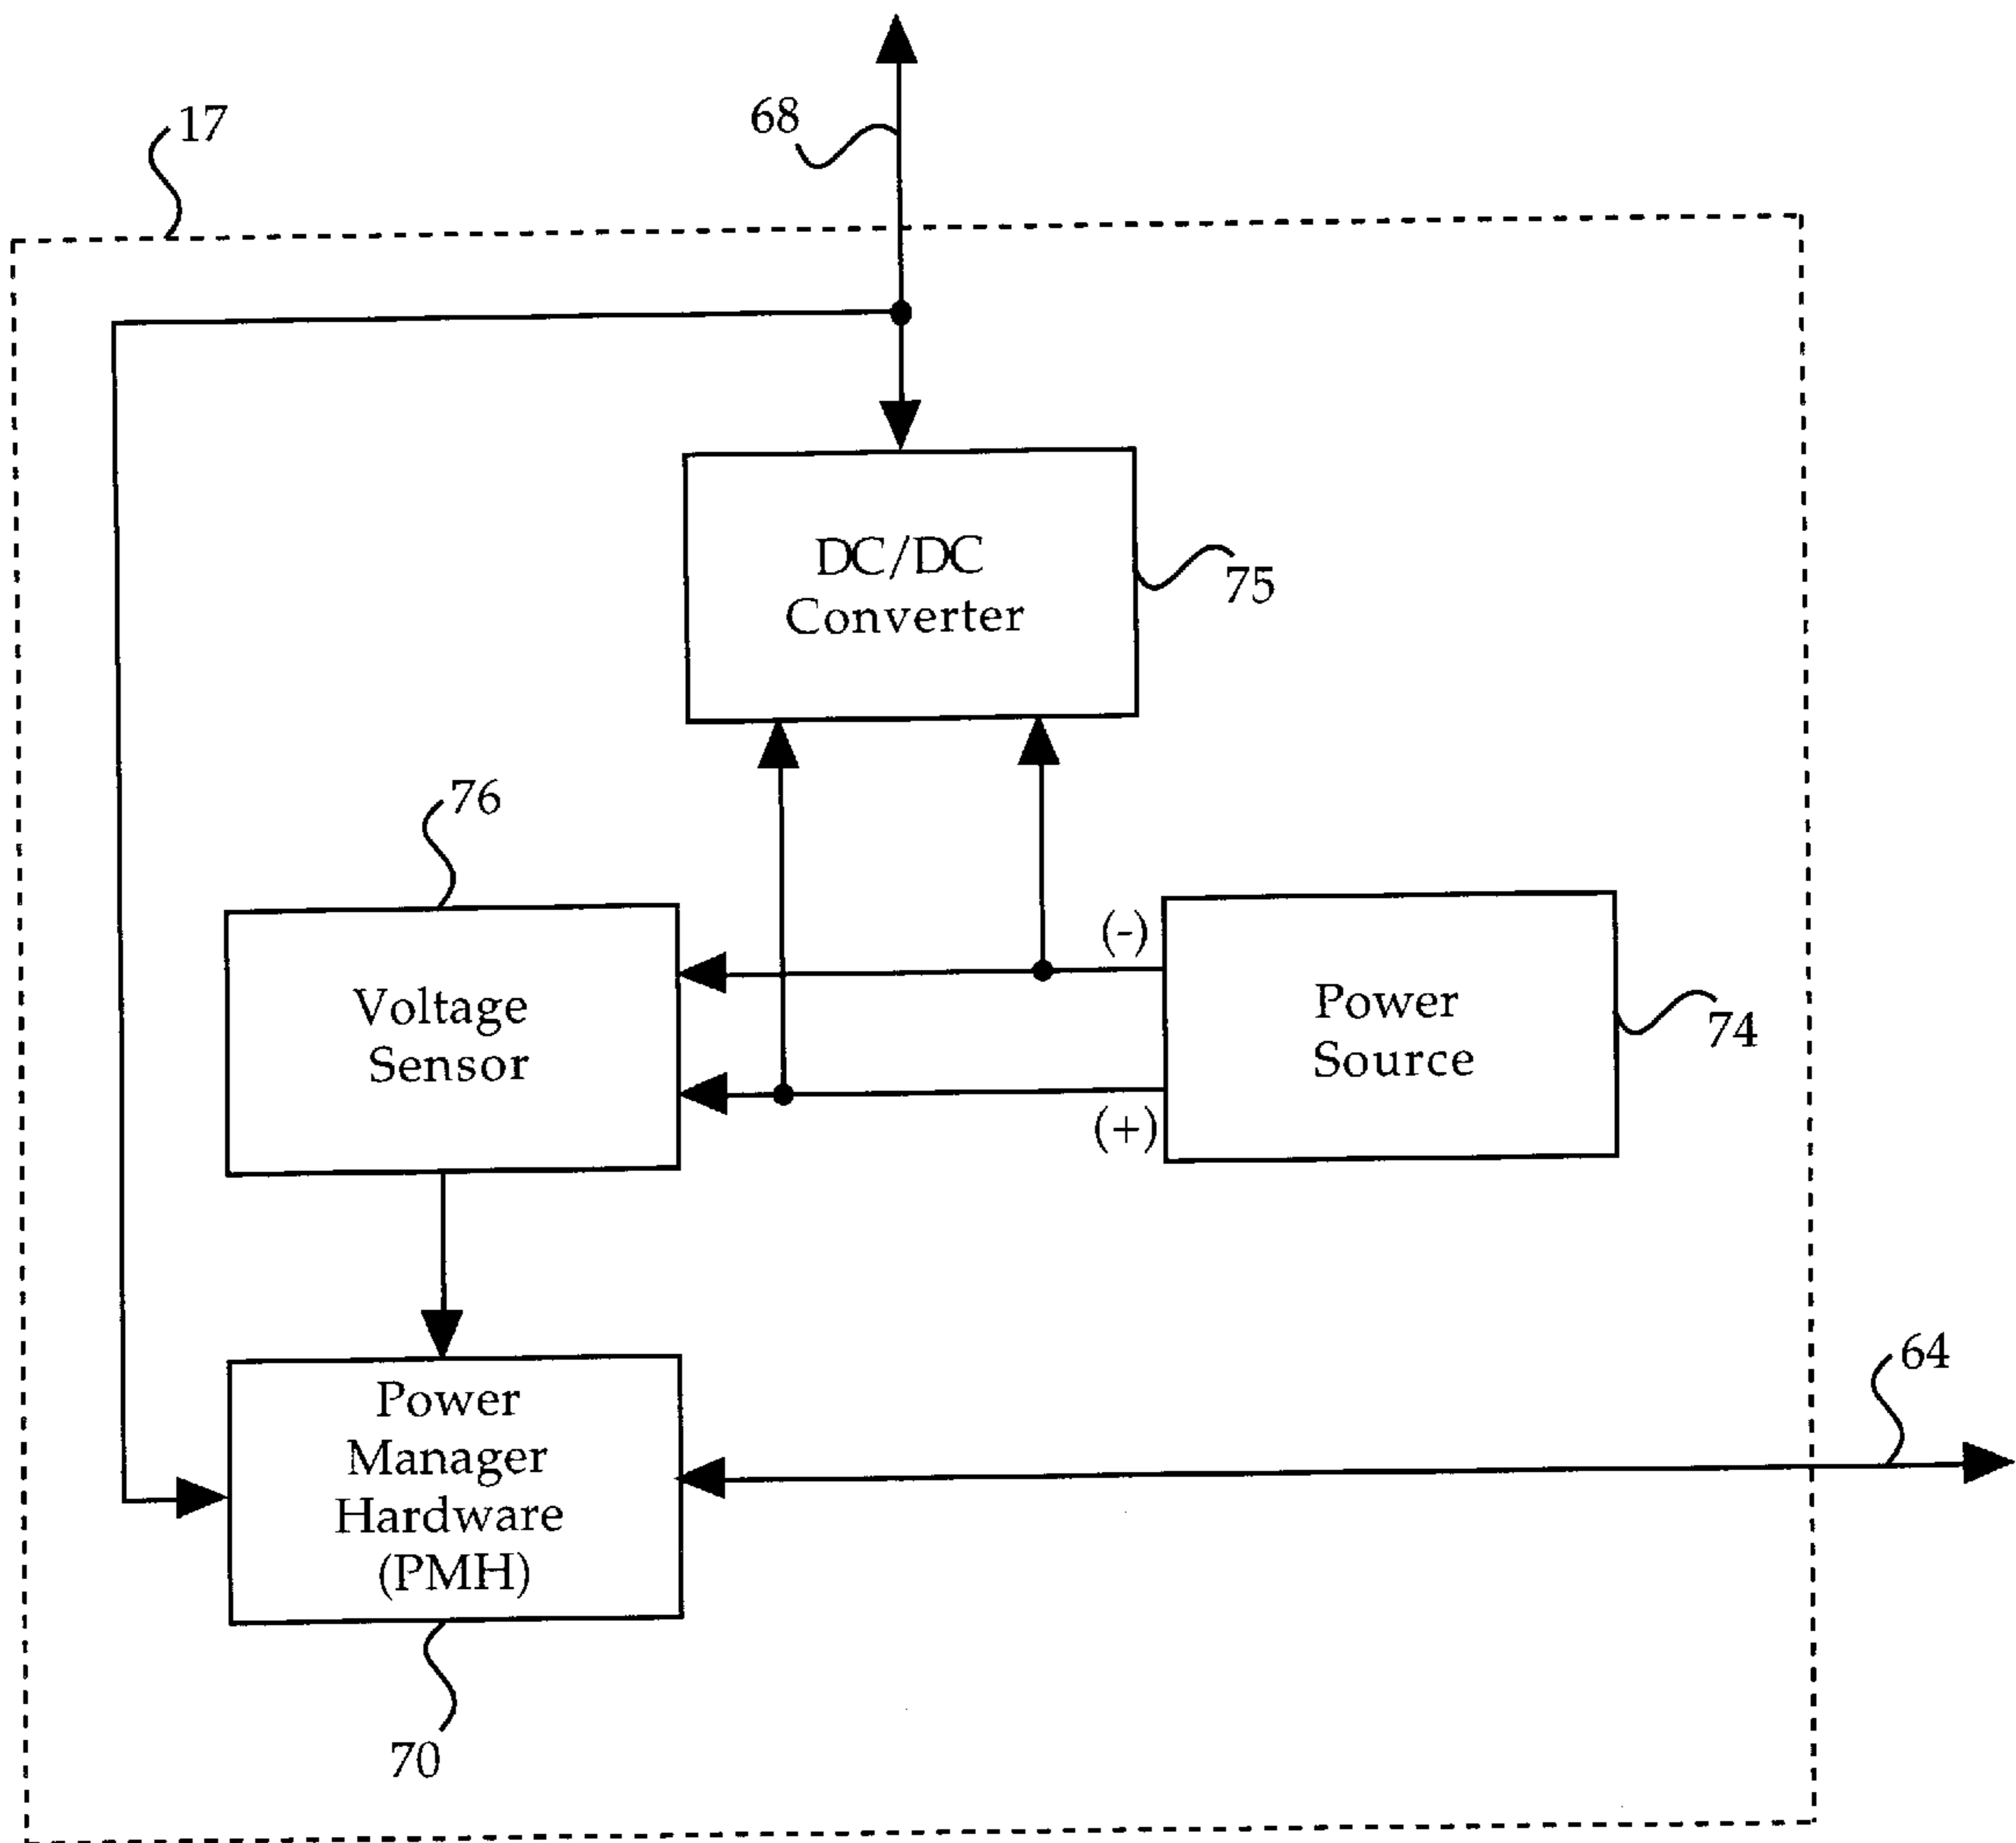 68
17
DC/DC
Converter
75
76
(-)
Voltage
Sensor
Power
Source
74
(+)
64
Power
Manager
Hardware
(PMH)
70